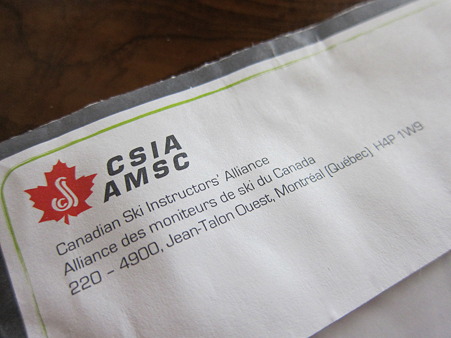 CSIA
AMSC
Canadian Ski Instructors' Alliance
Alliance des moniteurs de ski du Canada
220 - 4900, Jean-Talon Ouest, Montréal (Québec) H4P 1W9